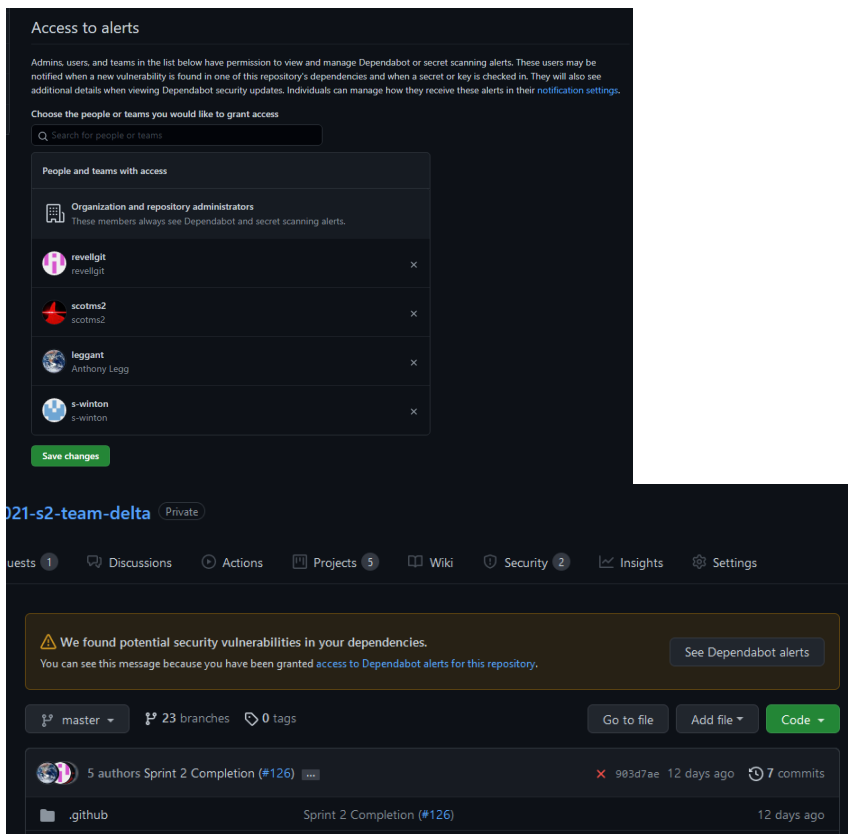 Access to alerts
Admins, users, and teams in the list below have permission to view and manage Dependabot or secret scanning alerts. These users may be
notified when a new vulnerability is found in one of this repository's dependencies and when a secret or key is checked in. They will also see
additional details when viewing Dependabot security updates. Individuals can manage how they receive these alerts in their notification settings.
Choose the people or teams you would like to grant access
Search for people or teams
People and teams with access
Organization and repository administrators
These members always see Dependabot and secret scanning alerts.
revellgit
revellgit
scotms2
scotms2
leggant
Anthony Legg
s-winton
s-winton
Save changes
021-s2-team-delta Private
uests 1 Discussions Actions Projects 5 Wiki Security 2 Insights Settings
We found potential security vulnerabilities in your dependencies.
You can see this message because you have been granted access to Dependabot alerts for this repository.
See Dependabot alerts
master 23 branches 0 tags Go to file Add file Code
5 authors Sprint 2 Completion (#126) ... 903d7ae 12 days ago 7 commits
.github Sprint 2 Completion (#126) 12 days ago